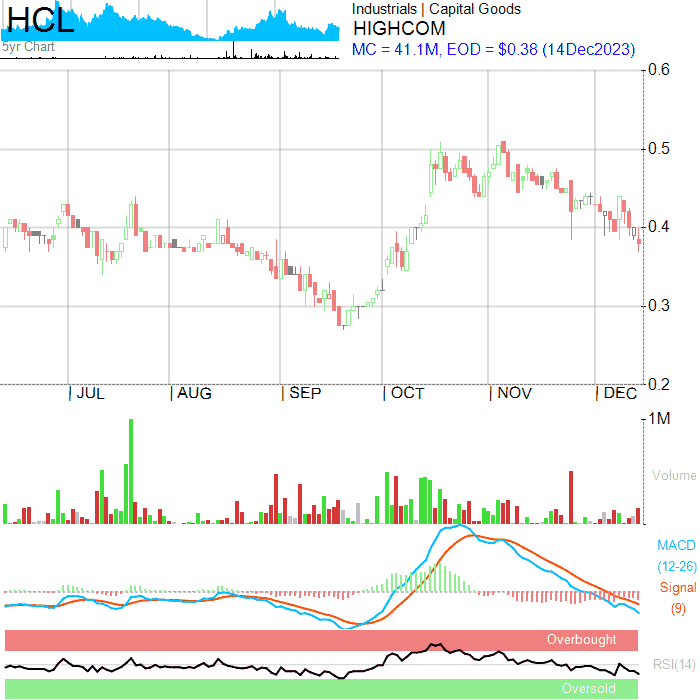 HCL
5yr Chart
Industrials | Capital Goods
HIGHCOM
MC = 41.1M, EOD = $0.38 (14Dec2023)
0.6
0.5
0.4
0.3
0.2
| JUL | AUG | SEP | OCT | NOV | DEC
1M
Volume
MACD
(12-26)
Signal
(9)
Overbought
RSI(14)
Oversold